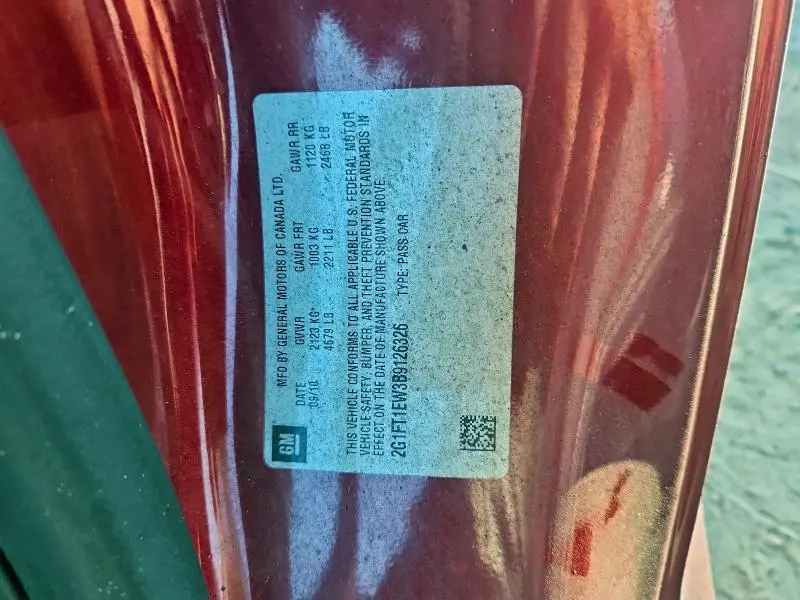 MFD BY GENERAL MOTORS OF CANADA LTD.
DATE GVWR GAWR FRT GAWR RR
09/10 2123 KG 1003 KG 1120 KG
4679 LB 2211 LB 2468 LB
GM
THIS VEHICLE CONFORMS TO ALL APPLICABLE U.S. FEDERAL MOTOR
VEHICLE SAFETY, BUMPER, AND THEFT PREVENTION STANDARDS IN
EFFECT ON THE DATE OF MANUFACTURE SHOWN ABOVE.
2G1FT1EW3B9126326 TYPE: PASS CAR